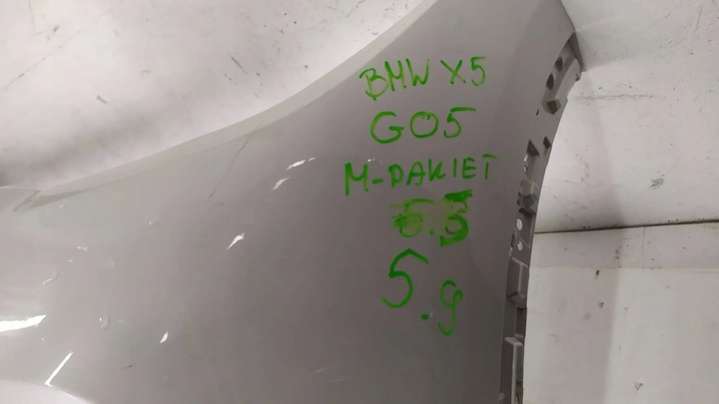 BMW X5
G05
M-PAKIET
5.9